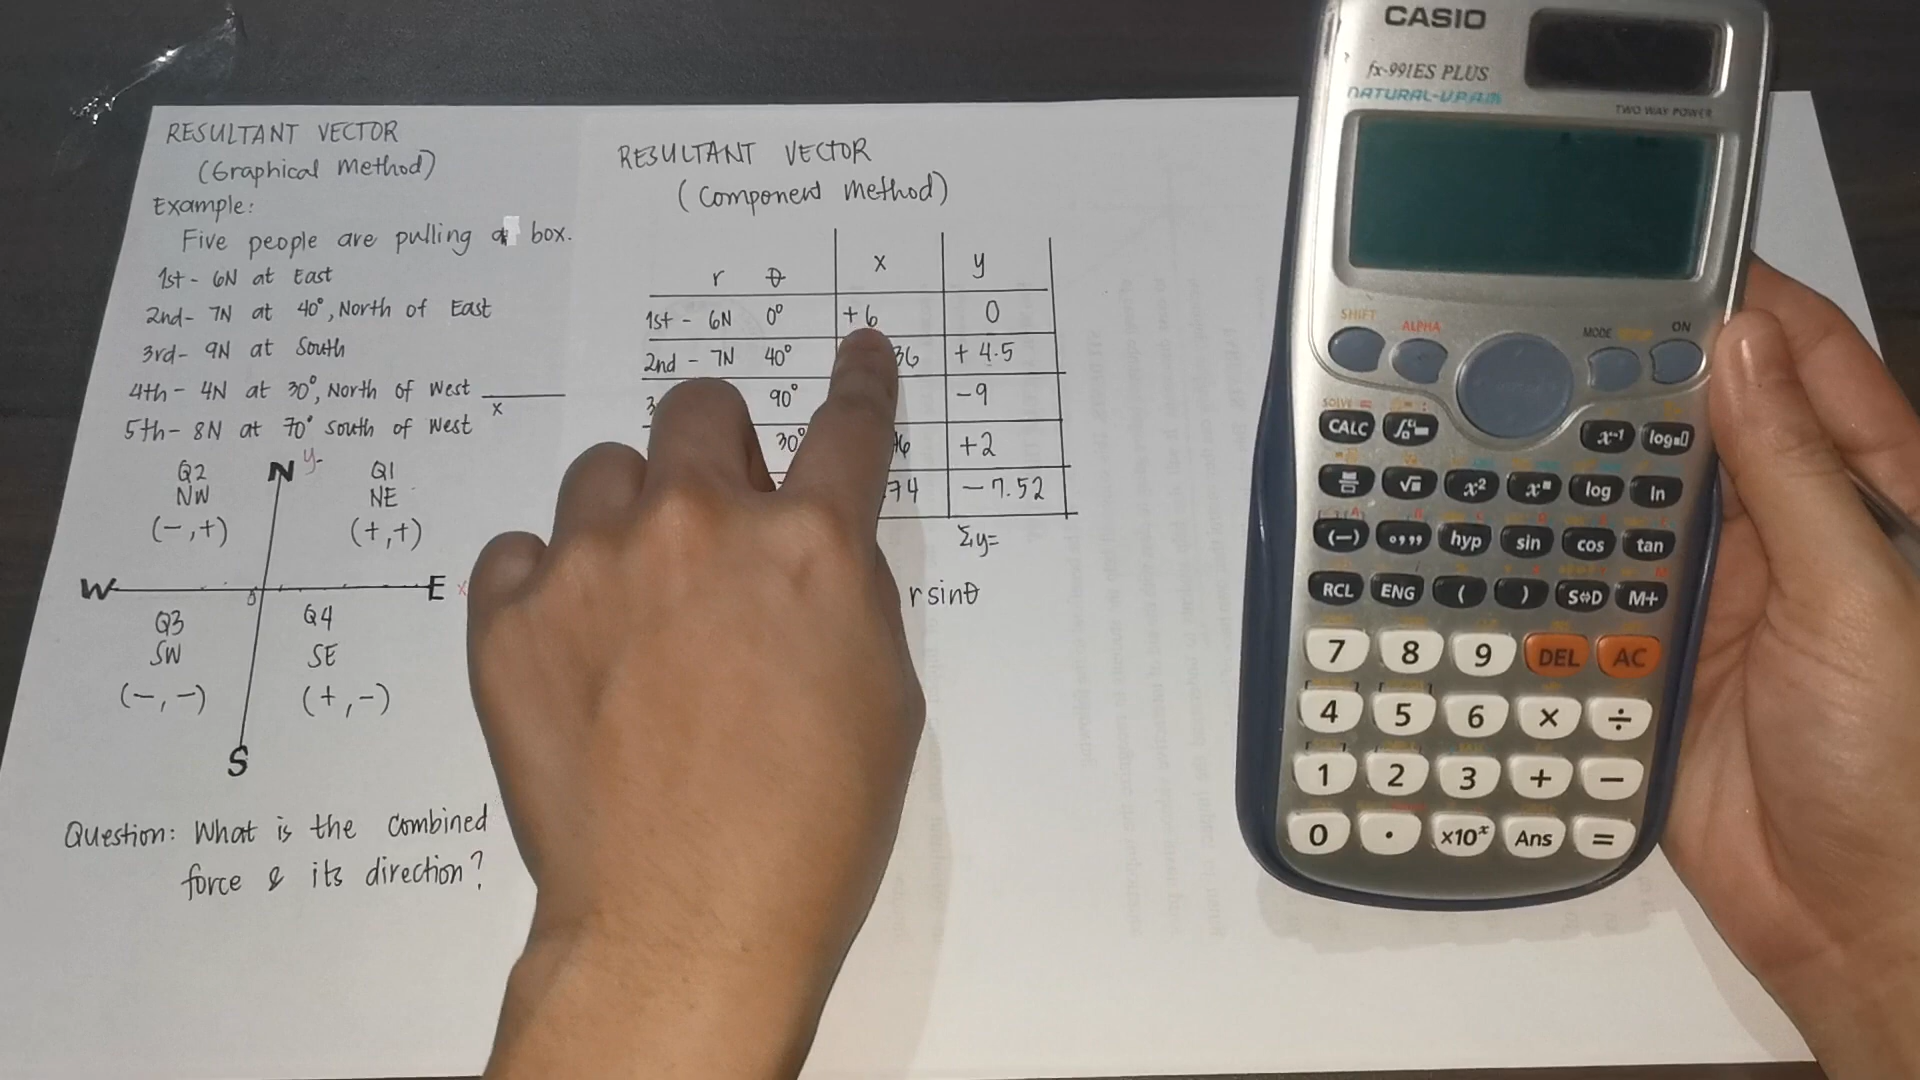 RESULTANT VECTOR
(Graphical Method)
Example:
Five people are pulling a box.
1st - 6N at East
2nd - 7N at 40°, North of East
3rd - 9N at South
4th - 4N at 30°, North of West
x
5th - 8N at 70° South of West
Q2 N y Q1
NW NE
(-,+) (+,+)
W E x
Q3 Q4
SW SE
(-,-) (+,-)
S
Question: What is the combined
force & its direction?
RESULTANT VECTOR
(Component Method)
r θ x y
1st - 6N 0° +6 0
2nd - 7N 40° 36 + 4.5
3 90° -9
30° 6 +2
74 - 7.52
Σy=
r sinθ
CASIO
fx-991ES PLUS
NATURAL-V.P.A.M.
TWO WAY POWER
SHIFT ALPHA MODE ON
SOLVE =
CALC x⁻¹ log
√ x² x log ln
(-) hyp sin cos tan
RCL ENG ( ) S⇔D M+
7 8 9 DEL AC
4 5 6 × ÷
1 2 3 + −
0 . ×10ˣ Ans =